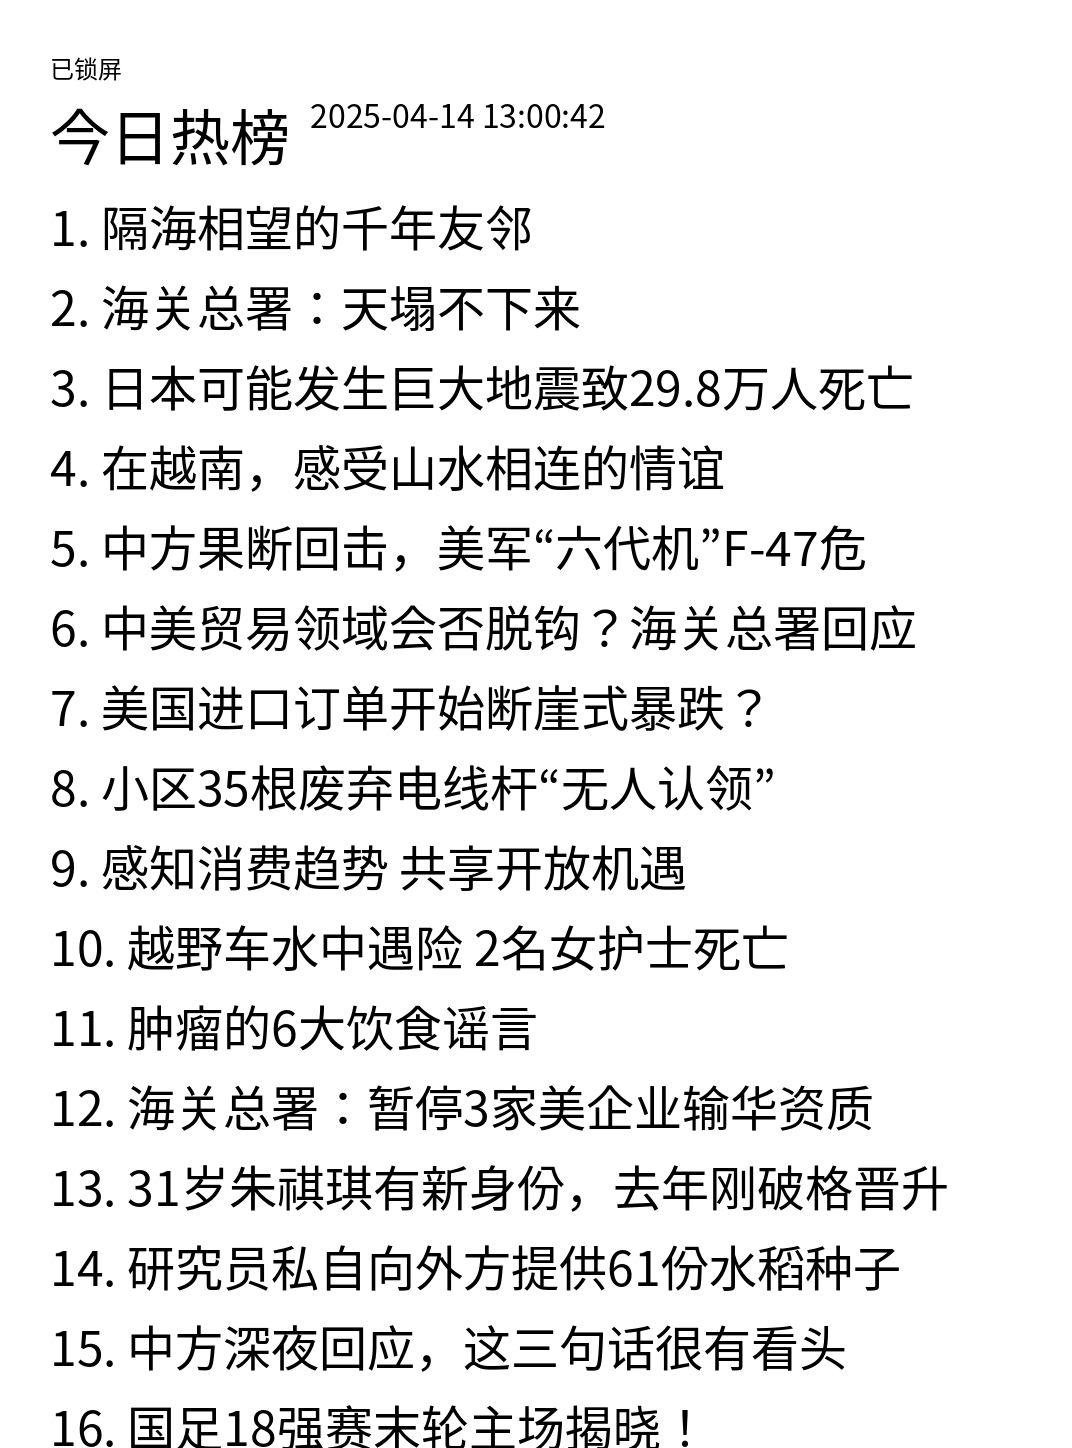 已锁屏
今日热榜 2025-04-14 13:00:42
1. 隔海相望的千年友邻
2. 海关总署：天塌不下来
3. 日本可能发生巨大地震致29.8万人死亡
4. 在越南，感受山水相连的情谊
5. 中方果断回击，美军“六代机”F-47危
6. 中美贸易领域会否脱钩？海关总署回应
7. 美国进口订单开始断崖式暴跌？
8. 小区35根废弃电线杆“无人认领”
9. 感知消费趋势 共享开放机遇
10. 越野车水中遇险 2名女护士死亡
11. 肿瘤的6大饮食谣言
12. 海关总署：暂停3家美企业输华资质
13. 31岁朱祺琪有新身份，去年刚破格晋升
14. 研究员私自向外方提供61份水稻种子
15. 中方深夜回应，这三句话很有看头
16. 国足18强赛末轮主场揭晓！